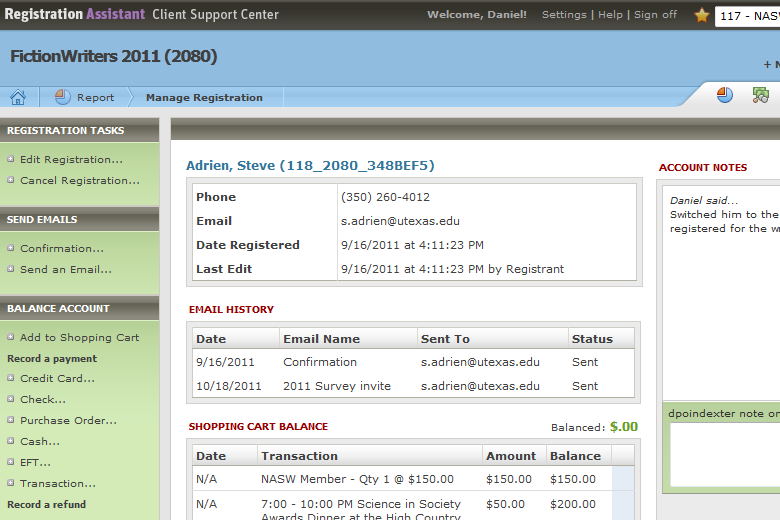 Registration Assistant Client Support Center
Welcome, Daniel! Settings | Help | Sign off
117 - NAS
FictionWriters 2011 (2080)
Report
Manage Registration
REGISTRATION TASKS
Edit Registration...
Cancel Registration...
SEND EMAILS
Confirmation...
Send an Email...
BALANCE ACCOUNT
Add to Shopping Cart
Record a payment
Credit Card...
Check...
Purchase Order...
Cash...
EFT...
Transaction...
Record a refund
Adrien, Steve (118_2080_348BEF5)
Phone (350) 260-4012
Email s.adrien@utexas.edu
Date Registered 9/16/2011 at 4:11:23 PM
Last Edit 9/16/2011 at 4:11:23 PM by Registrant
EMAIL HISTORY
Date Email Name Sent To Status
9/16/2011 Confirmation s.adrien@utexas.edu Sent
10/18/2011 2011 Survey invite s.adrien@utexas.edu Sent
SHOPPING CART BALANCE
Balanced: $.00
Date Transaction Amount Balance
N/A NASW Member - Qty 1 @ $150.00 $150.00 $150.00
N/A 7:00 - 10:00 PM Science in Society $50.00 $200.00
Awards Dinner at the High Country
ACCOUNT NOTES
Daniel said...
Switched him to the
registered for the w
dpoindexter note on